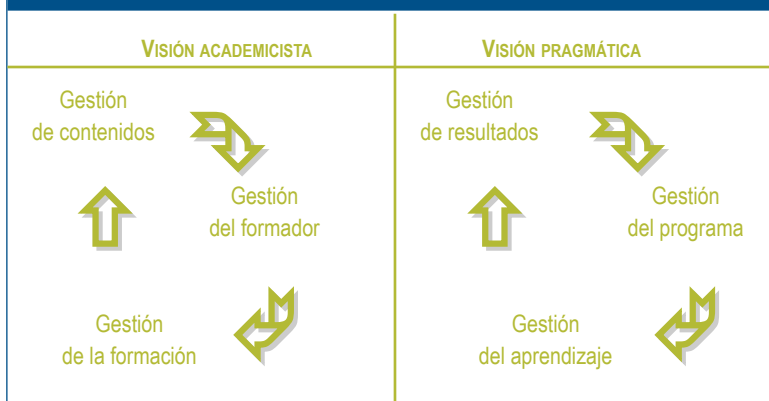 VISIÓN ACADEMICISTA
Gestión
de contenidos
Gestión
del formador
Gestión
de la formación
VISIÓN PRAGMÁTICA
Gestión
de resultados
Gestión
del programa
Gestión
del aprendizaje